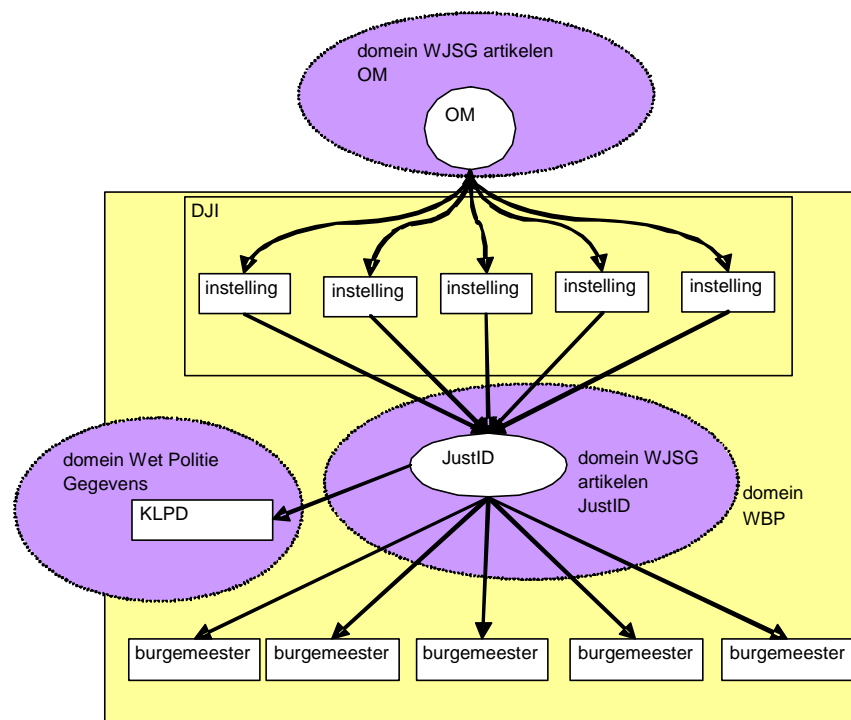 domein WJSG artikelen
OM
OM
DJI
instelling
instelling
instelling
instelling
instelling
domein Wet Politie
Gegevens
KLPD
JustID
domein WJSG
artikelen
JustID
domein
WBP
burgemeester
burgemeester
burgemeester
burgemeester
burgemeester